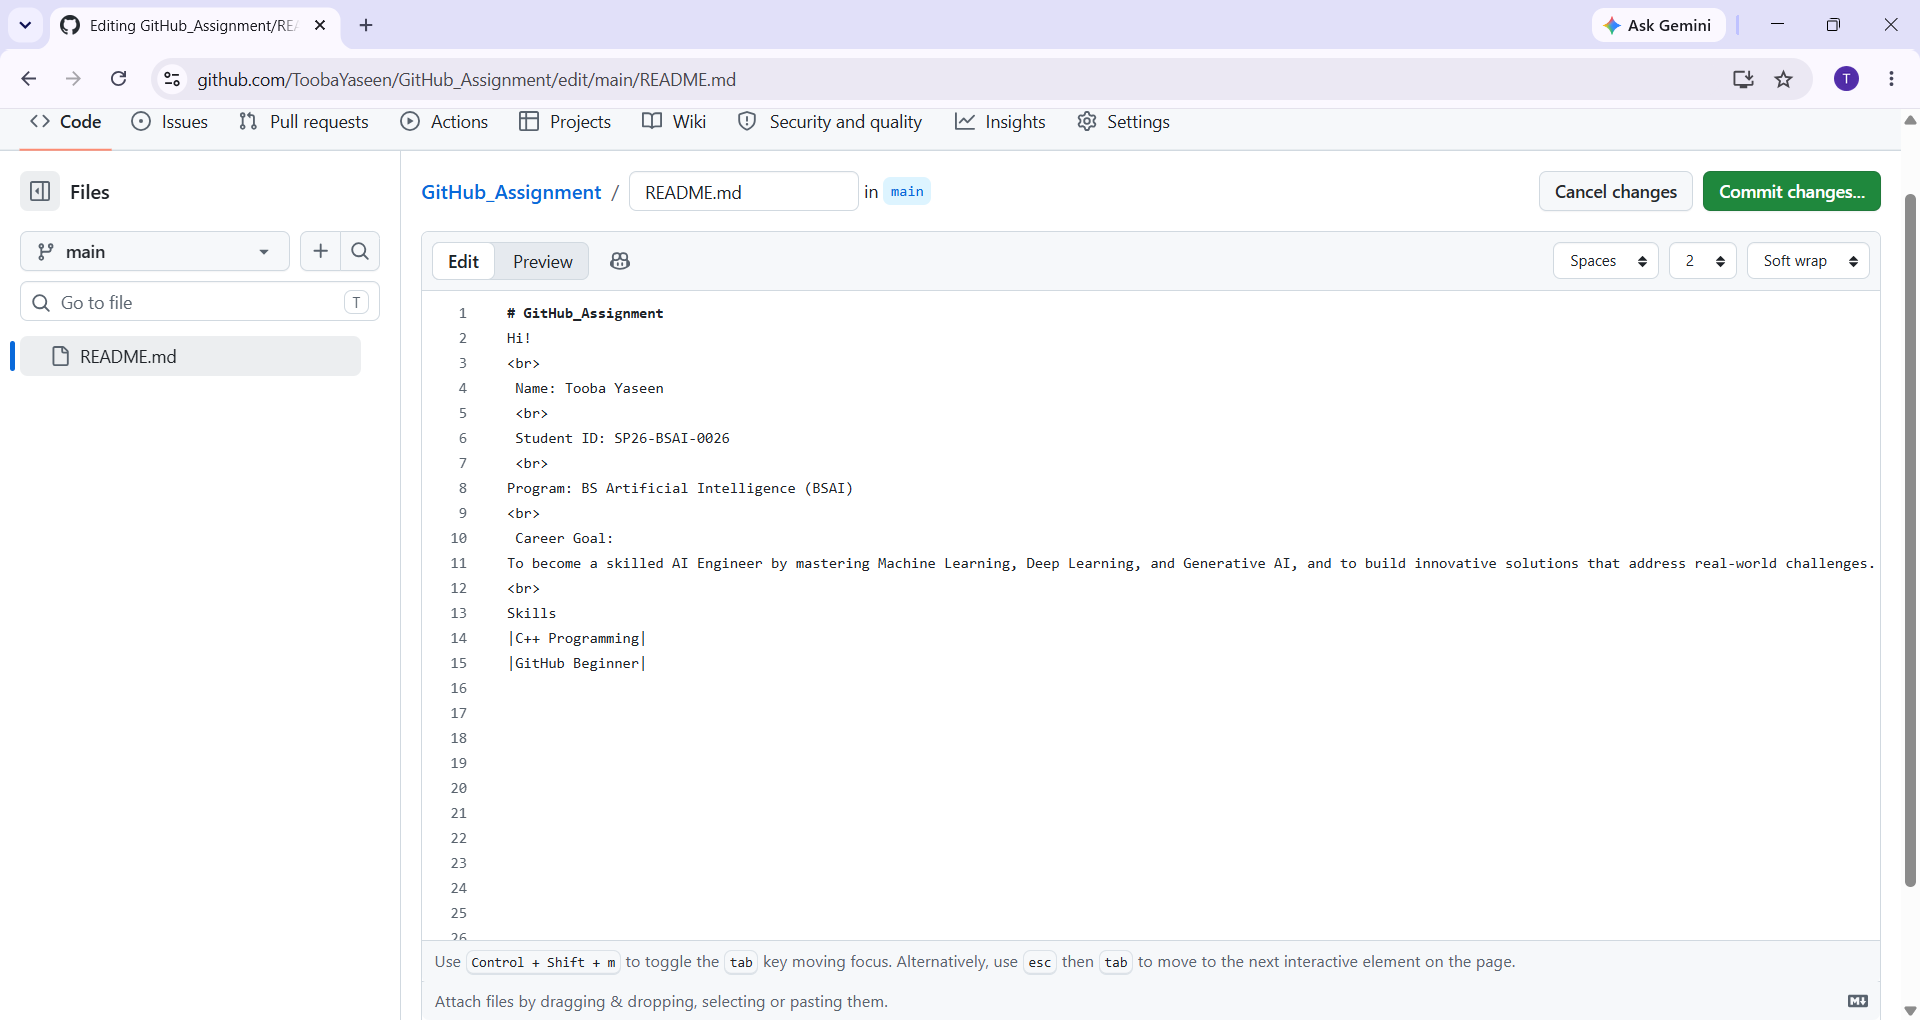 Editing GitHub_Assignment/REA
Ask Gemini
github.com/ToobaYaseen/GitHub_Assignment/edit/main/README.md
T
Code
Issues
Pull requests
Actions
Projects
Wiki
Security and quality
Insights
Settings
Files
GitHub_Assignment / README.md in main
Cancel changes
Commit changes...
main
Edit
Preview
Spaces
2
Soft wrap
Go to file
T
README.md
1 # GitHub_Assignment
2 Hi!
3 <br>
4 Name: Tooba Yaseen
5 <br>
6 Student ID: SP26-BSAI-0026
7 <br>
8 Program: BS Artificial Intelligence (BSAI)
9 <br>
10 Career Goal:
11 To become a skilled AI Engineer by mastering Machine Learning, Deep Learning, and Generative AI, and to build innovative solutions that address real-world challenges.
12 <br>
13 Skills
14 |C++ Programming|
15 |GitHub Beginner|
16
17
18
19
20
21
22
23
24
25
26
Use Control + Shift + m to toggle the tab key moving focus. Alternatively, use esc then tab to move to the next interactive element on the page.
Attach files by dragging & dropping, selecting or pasting them.